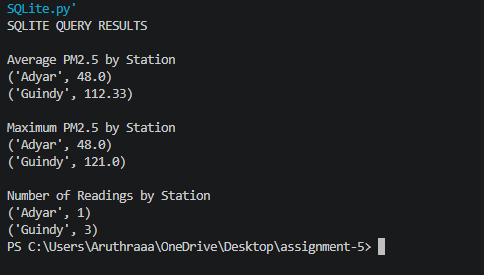 SQLite.py'
SQLITE QUERY RESULTS
Average PM2.5 by Station
('Adyar', 48.0)
('Guindy', 112.33)
Maximum PM2.5 by Station
('Adyar', 48.0)
('Guindy', 121.0)
Number of Readings by Station
('Adyar', 1)
('Guindy', 3)
PS C:\Users\Aruthraaa\OneDrive\Desktop\assignment-5>